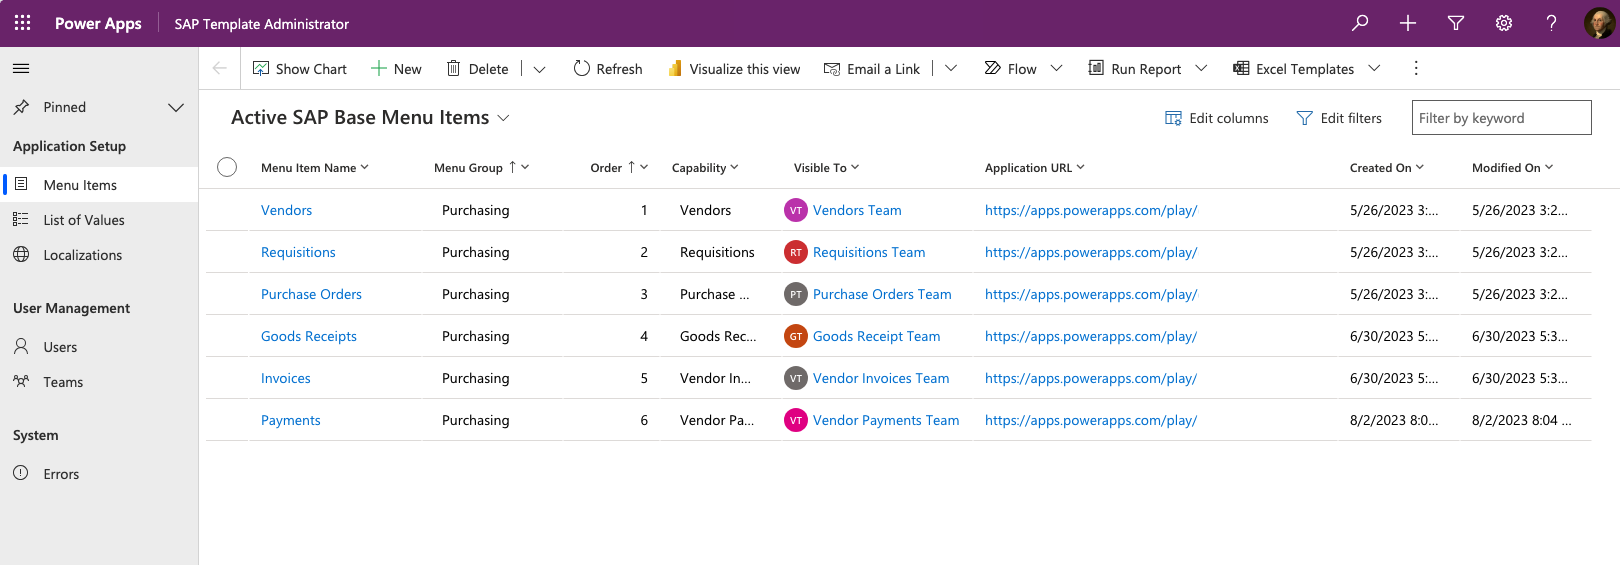 Power Apps SAP Template Administrator
Show Chart New Delete Refresh Visualize this view Email a Link Flow Run Report Excel Templates
Pinned
Application Setup
Menu Items
List of Values
Localizations
User Management
Users
Teams
System
Errors
Active SAP Base Menu Items Edit columns Edit filters Filter by keyword
Menu Item Name Menu Group Order Capability Visible To Application URL Created On Modified On
Vendors Purchasing 1 Vendors VT Vendors Team https://apps.powerapps.com/play/ 5/26/2023 3:... 5/26/2023 3:2...
Requisitions Purchasing 2 Requisitions RT Requisitions Team https://apps.powerapps.com/play/ 5/26/2023 3:... 5/26/2023 3:2...
Purchase Orders Purchasing 3 Purchase ... PT Purchase Orders Team https://apps.powerapps.com/play/ 5/26/2023 3:... 5/26/2023 3:2...
Goods Receipts Purchasing 4 Goods Rec... GT Goods Receipt Team https://apps.powerapps.com/play/ 6/30/2023 5:... 6/30/2023 5:3...
Invoices Purchasing 5 Vendor In... VT Vendor Invoices Team https://apps.powerapps.com/play/ 6/30/2023 5:... 6/30/2023 5:3...
Payments Purchasing 6 Vendor Pa... VT Vendor Payments Team https://apps.powerapps.com/play/ 8/2/2023 8:0... 8/2/2023 8:04 ...